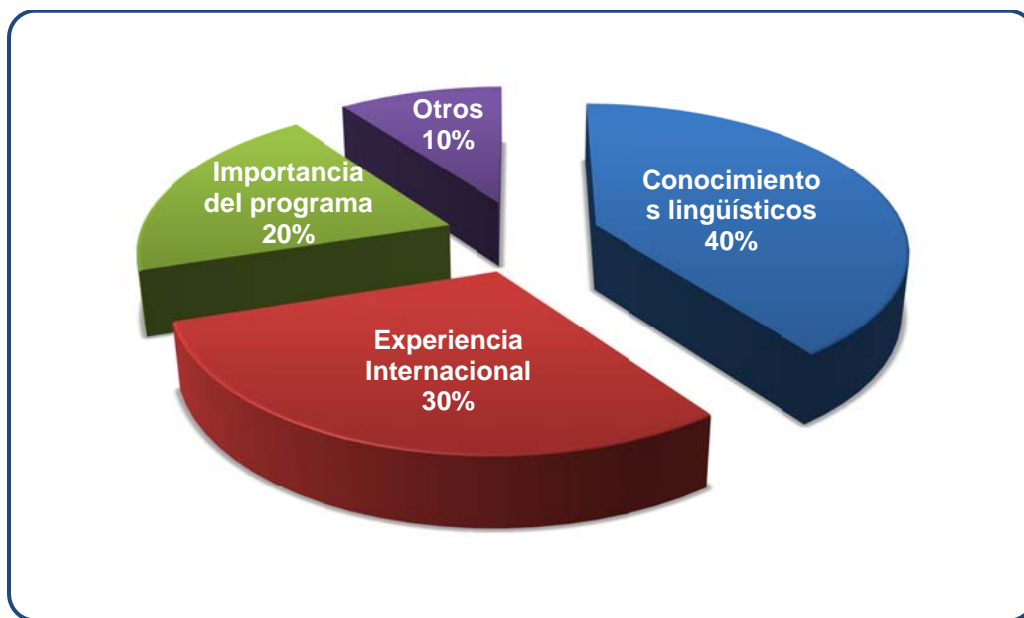 Otros
10%
Importancia
del programa
20%
Conocimiento
s lingüísticos
40%
Experiencia
Internacional
30%